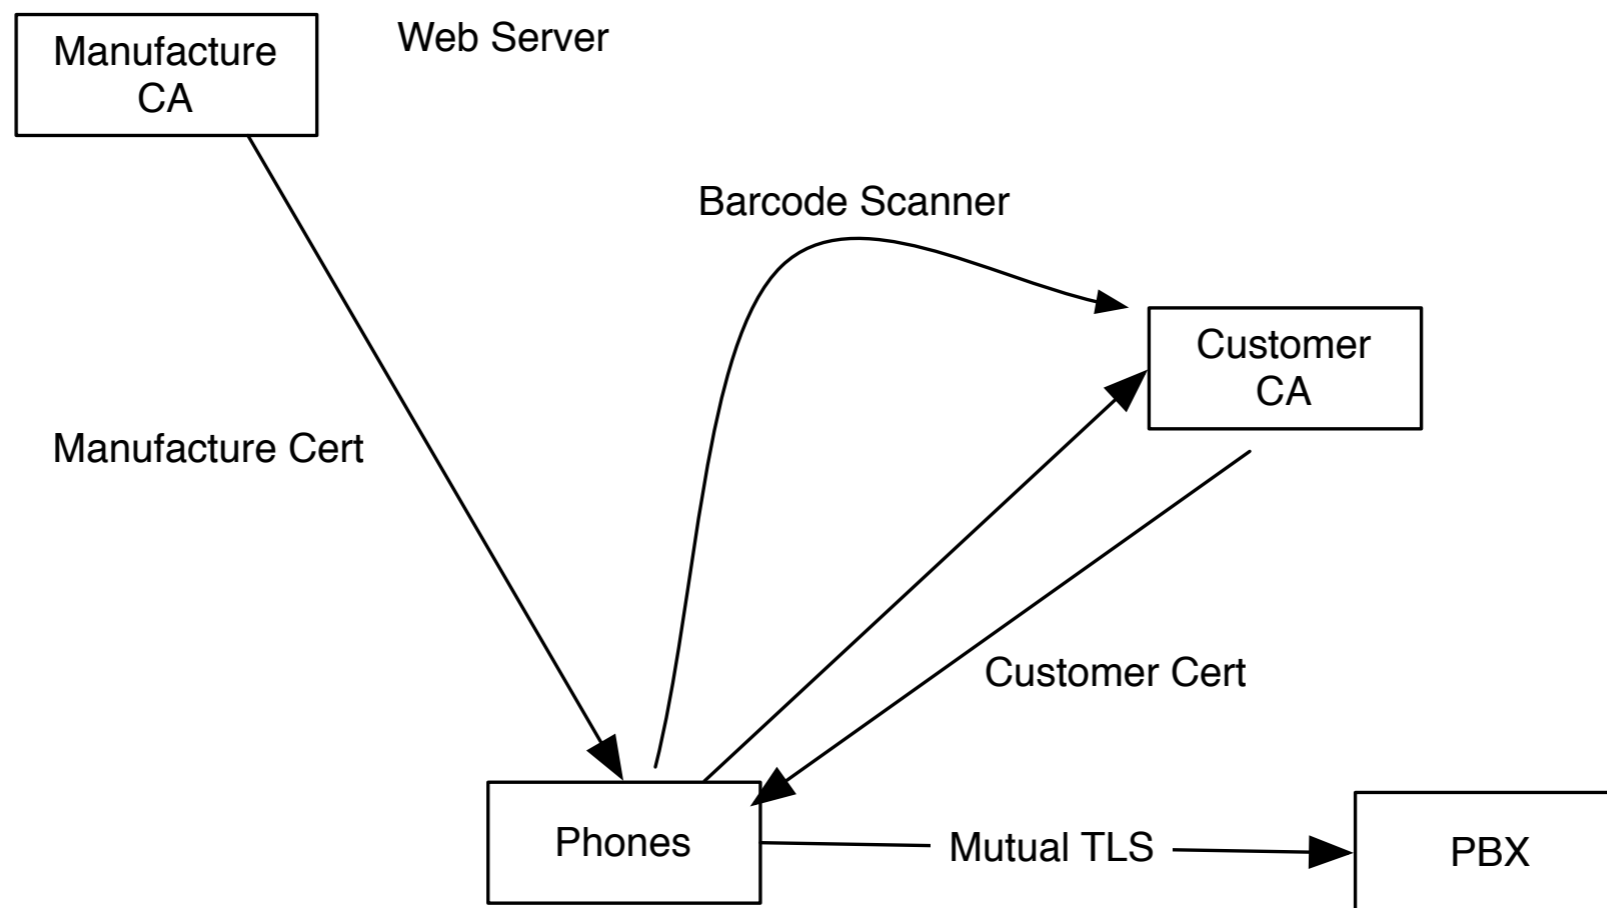 Manufacture
CA
Web Server
Barcode Scanner
Customer
CA
Manufacture Cert
Customer Cert
Phones
Mutual TLS
PBX